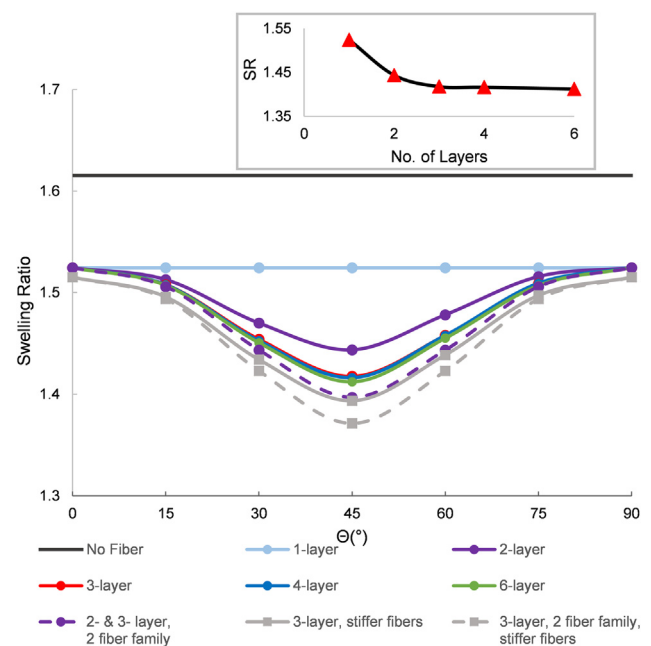 1.55
1.45
1.35
SR
0 2 4 6
No. of Layers
1.7
1.6
1.5
1.4
1.3
Swelling Ratio
0 15 30 45 60 75 90
Θ(°)
No Fiber 1-layer 2-layer
3-layer 4-layer 6-layer
2- & 3- layer, 3-layer, stiffer fibers 3-layer, 2 fiber family,
2 fiber family stiffer fibers